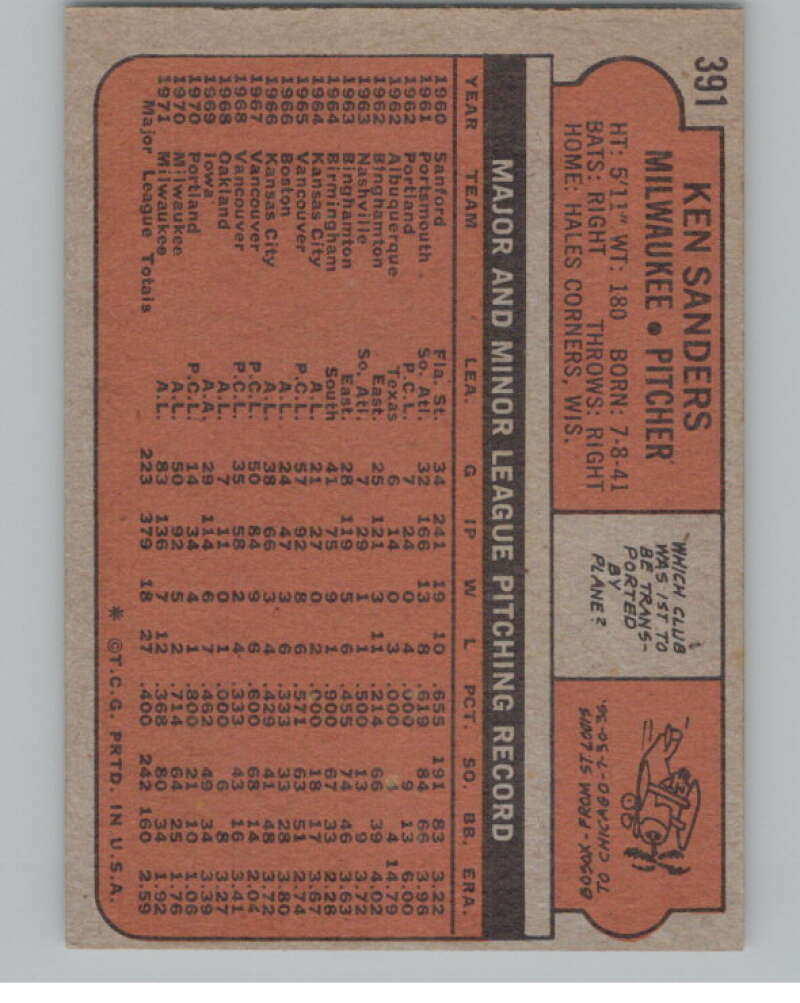 391
KEN SANDERS
MILWAUKEE • PITCHER
HT: 5'11" WT: 180 BORN: 7-8-41
BATS: RIGHT THROWS: RIGHT
HOME: HALES CORNERS, WIS.
WHICH CLUB
WAS 1ST TO
BE TRANS-
PORTED
BY
PLANE?
BOSOX-FROM ST LOUIS
TO CHICAGO-7-30-36.
MAJOR AND MINOR LEAGUE PITCHING RECORD
YEAR TEAM LEA. G IP W L PCT. SO. BB. ERA.
1960 Sanford Fla. St. 34 241 19 10 .655 191 83 3.22
1961 Portsmouth So. Atl. 32 166 13 8 .619 84 66 3.96
1962 Portland P.C.L. 7 24 0 4 .000 9 13 6.00
1962 Albuquerque Texas 6 14 0 3 .000 4 14.79
1962 Binghamton East. 25 121 3 11 .214 66 39 4.02
1963 Nashville So. Atl. 7 29 1 1 .500 13 9 3.72
1963 Binghamton East. 28 119 5 6 .455 74 46 3.63
1964 Birmingham South 41 75 9 1 .900 67 33 2.28
1964 Kansas City A.L. 21 27 0 2 .000 18 17 3.67
1965 Vancouver P.C.L. 57 92 8 6 .571 63 51 2.74
1966 Boston A.L. 24 47 3 6 .333 33 28 3.80
1966 Kansas City A.L. 38 66 3 4 .429 41 48 3.72
1967 Vancouver P.C.L. 50 84 9 6 .600 68 14 2.04
1968 Vancouver P.C.L. 35 58 2 4 .333 43 16 3.41
1968 Oakland A.L. 7 11 0 1 .000 6 8 3.27
1969 Iowa A.A. 29 114 6 7 .462 49 34 3.39
1970 Portland P.C.L. 14 34 4 1 .800 21 10 1.06
1970 Milwaukee A.L. 50 92 5 2 .714 64 25 1.76
1971 Milwaukee A.L. 83 136 7 12 .368 80 34 1.92
Major League Totals 223 379 18 27 .400 242 160 2.59
* ©T.C.G. PRTD. IN U.S.A.